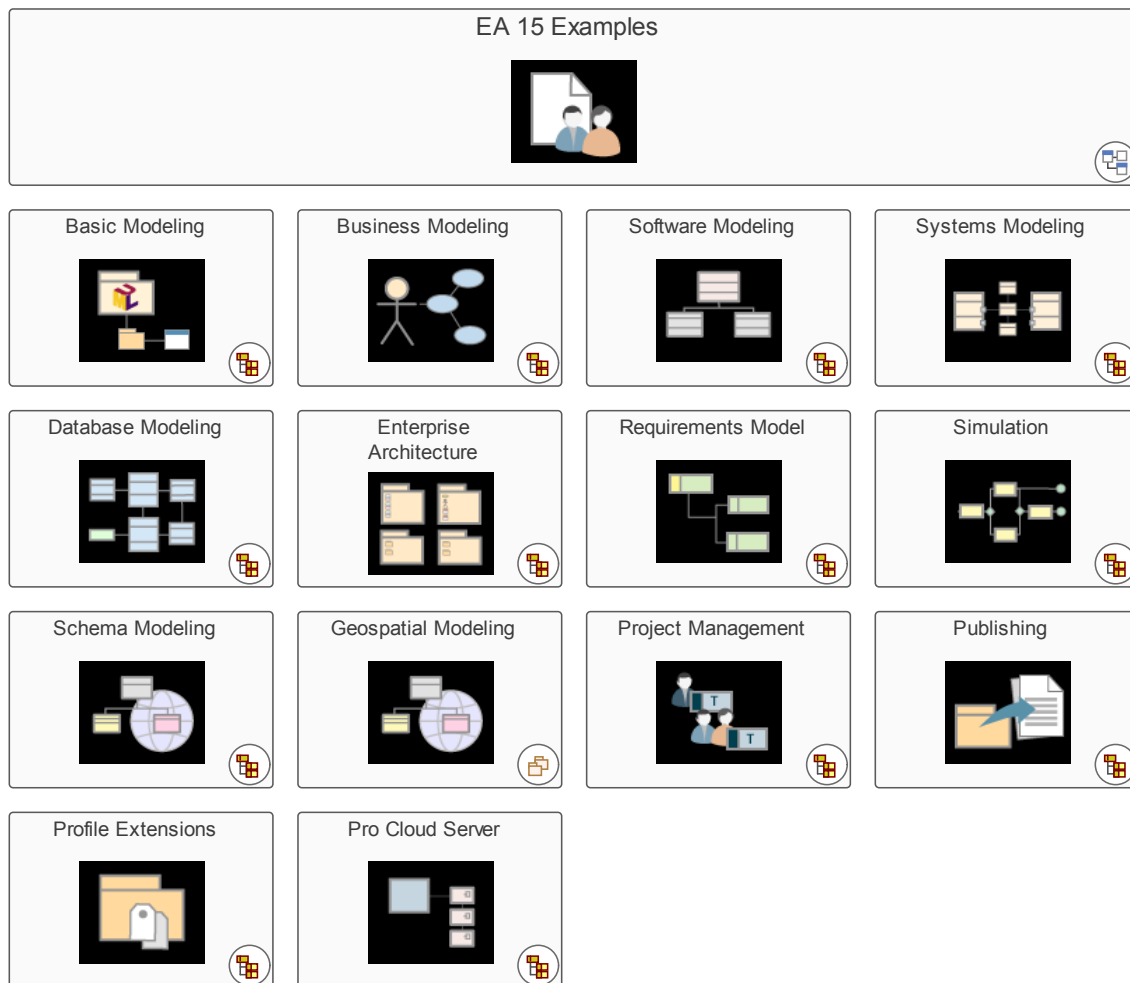 EA 15 Examples
Basic Modeling
Business Modeling
Software Modeling
Systems Modeling
UML
Database Modeling
Enterprise
Architecture
Requirements Model
Simulation
Schema Modeling
Geospatial Modeling
Project Management
Publishing
T
T
Profile Extensions
Pro Cloud Server